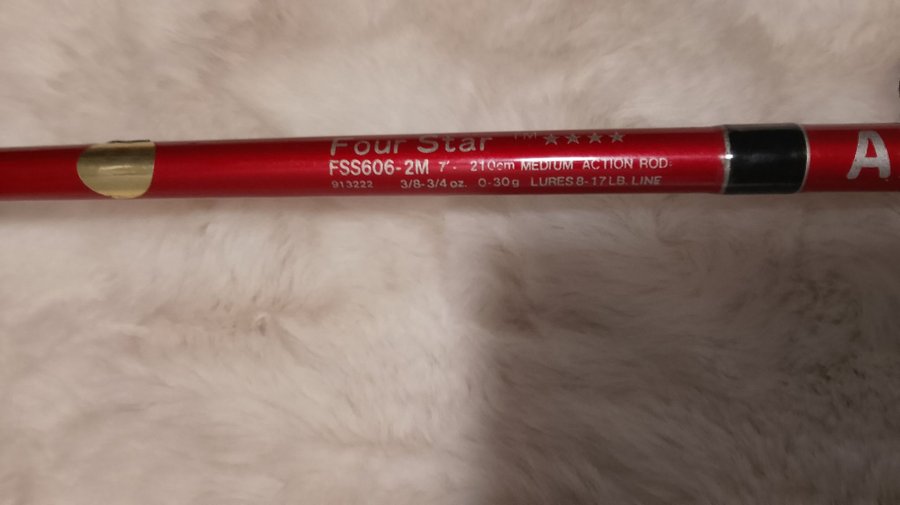 Four Star ™ ★★★★
FSS606-2M 7'. 210cm MEDIUM ACTION ROD
913222 3/8-3/4 oz. 0-30g LURES 8-17 LB. LINE
A